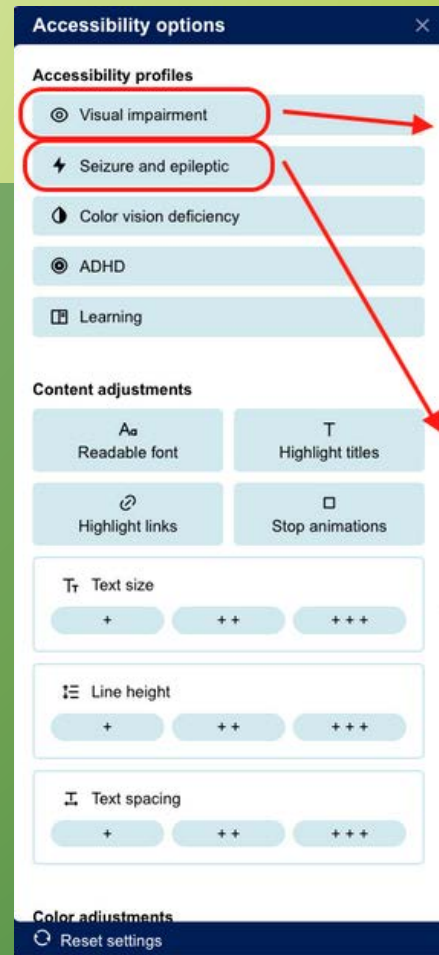 Accessibility options
Accessibility profiles
Visual impairment
Seizure and epileptic
Color vision deficiency
ADHD
Learning
Content adjustments
Readable font
Highlight titles
Highlight links
Stop animations
Text size
+
++
+++
Line height
+
++
+++
Text spacing
+
++
+++
Color adjustments
Reset settings